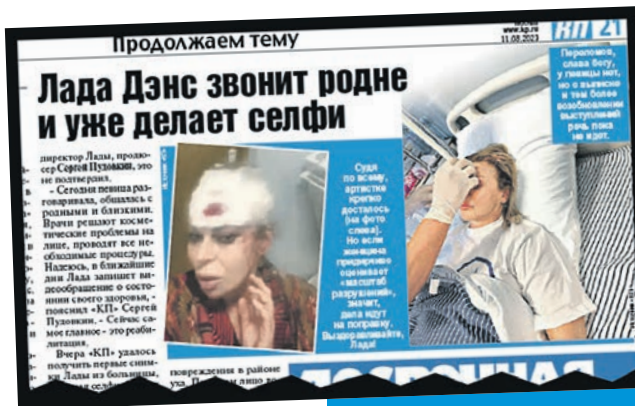 Продолжаем тему
www.kp.ru
11.08.2023
КП 21
Лада Дэнс звонит родне
и уже делает селфи
директор Лады, продю-
сер Сергей Пудовкин, это
не подтвердил.
- Сегодня певица раз-
говаривала, общалась с
родными и близкими.
Врачи решают косме-
тические проблемы на
лице, проводят все не-
обходимые процедуры.
Надеюсь, в ближайшие
дни Лада запишет ви-
деообращение о состо-
янии своего здоровья, -
пояснил «КП» Сергей
Пудовкин. - Сейчас са-
мое главное - это реаби-
литация.
Вчера «КП» удалось
получить первые сним-
ки Лады из больницы,
Судя
по всему,
артистке
крепко
досталось
(на фото
слева).
Но если
женщина
придирчиво
оценивает
«масштаб
разрушений»,
значит,
дела идут
на поправку.
Выздоравливайте,
Лада!
Переломов,
слава богу,
у певицы нет,
но о выписке
и тем более
возобновлении
выступлений
речь пока
не идет.
повреждения в районе
уха.
ДОСРОЧНАЯ